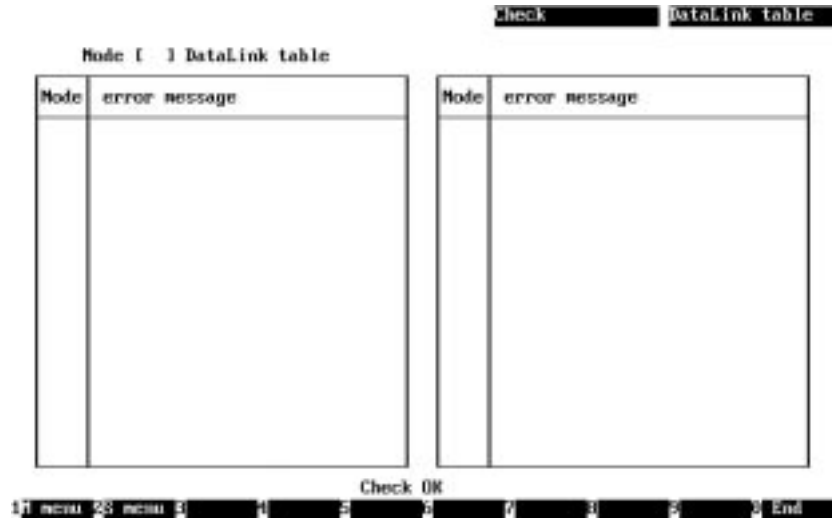 Check DataLink table
Node [ ] DataLink table
Node error message Node error message
Check OK
1M menu 2S menu 3 4 5 6 7 8 9 End